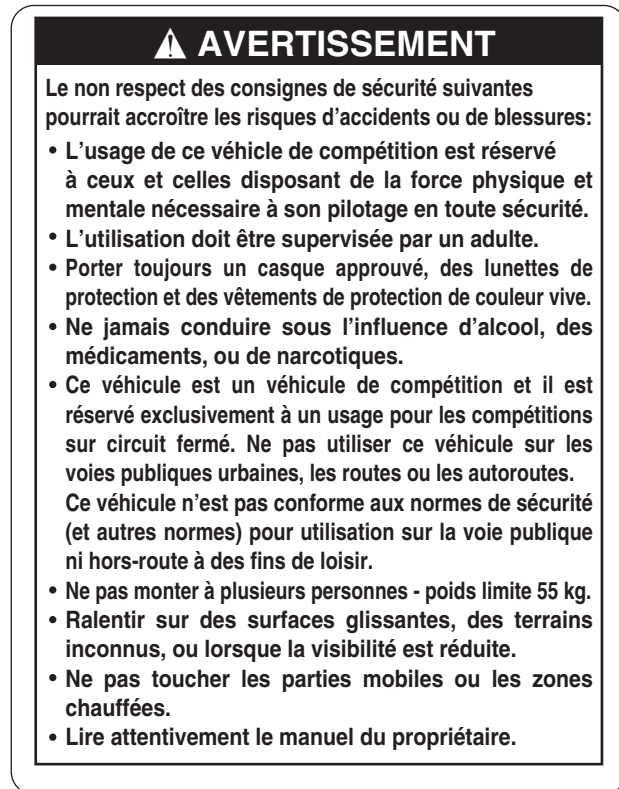 ⚠ AVERTISSEMENT
Le non respect des consignes de sécurité suivantes
pourrait accroître les risques d’accidents ou de blessures:
• L’usage de ce véhicle de compétition est réservé
à ceux et celles disposant de la force physique et
mentale nécessaire à son pilotage en toute sécurité.
• L’utilisation doit être supervisée par un adulte.
• Porter toujours un casque approuvé, des lunettes de
protection et des vêtements de protection de couleur vive.
• Ne jamais conduire sous l’influence d’alcool, des
médicaments, ou de narcotiques.
• Ce véhicule est un véhicule de compétition et il est
réservé exclusivement à un usage pour les compétitions
sur circuit fermé. Ne pas utiliser ce véhicule sur les
voies publiques urbaines, les routes ou les autoroutes.
Ce véhicule n’est pas conforme aux normes de sécurité
(et autres normes) pour utilisation sur la voie publique
ni hors-route à des fins de loisir.
• Ne pas monter à plusieurs personnes - poids limite 55 kg.
• Ralentir sur des surfaces glissantes, des terrains
inconnus, ou lorsque la visibilité est réduite.
• Ne pas toucher les parties mobiles ou les zones
chauffées.
• Lire attentivement le manuel du propriétaire.